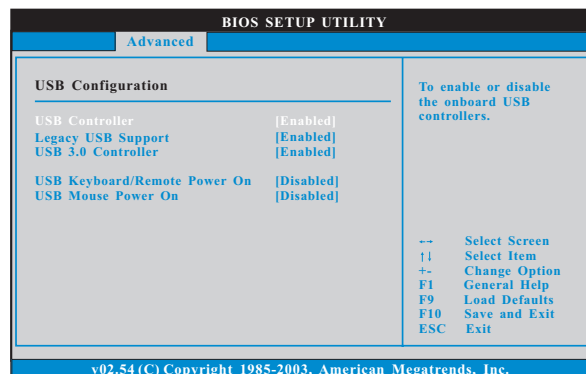 BIOS SETUP UTILITY
Advanced
USB Configuration
USB Controller [Enabled]
Legacy USB Support [Enabled]
USB 3.0 Controller [Enabled]
USB Keyboard/Remote Power On [Disabled]
USB Mouse Power On [Disabled]
To enable or disable
the onboard USB
controllers.
←→ Select Screen
↑↓ Select Item
+- Change Option
F1 General Help
F9 Load Defaults
F10 Save and Exit
ESC Exit
v02.54 (C) Copyright 1985-2003, American Megatrends, Inc.